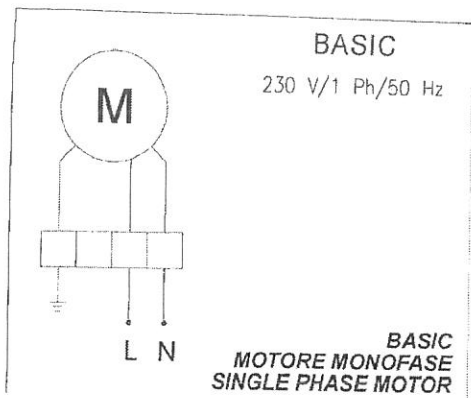 BASIC
230 V/1 Ph/50 Hz
M
L N
BASIC
MOTORE MONOFASE
SINGLE PHASE MOTOR